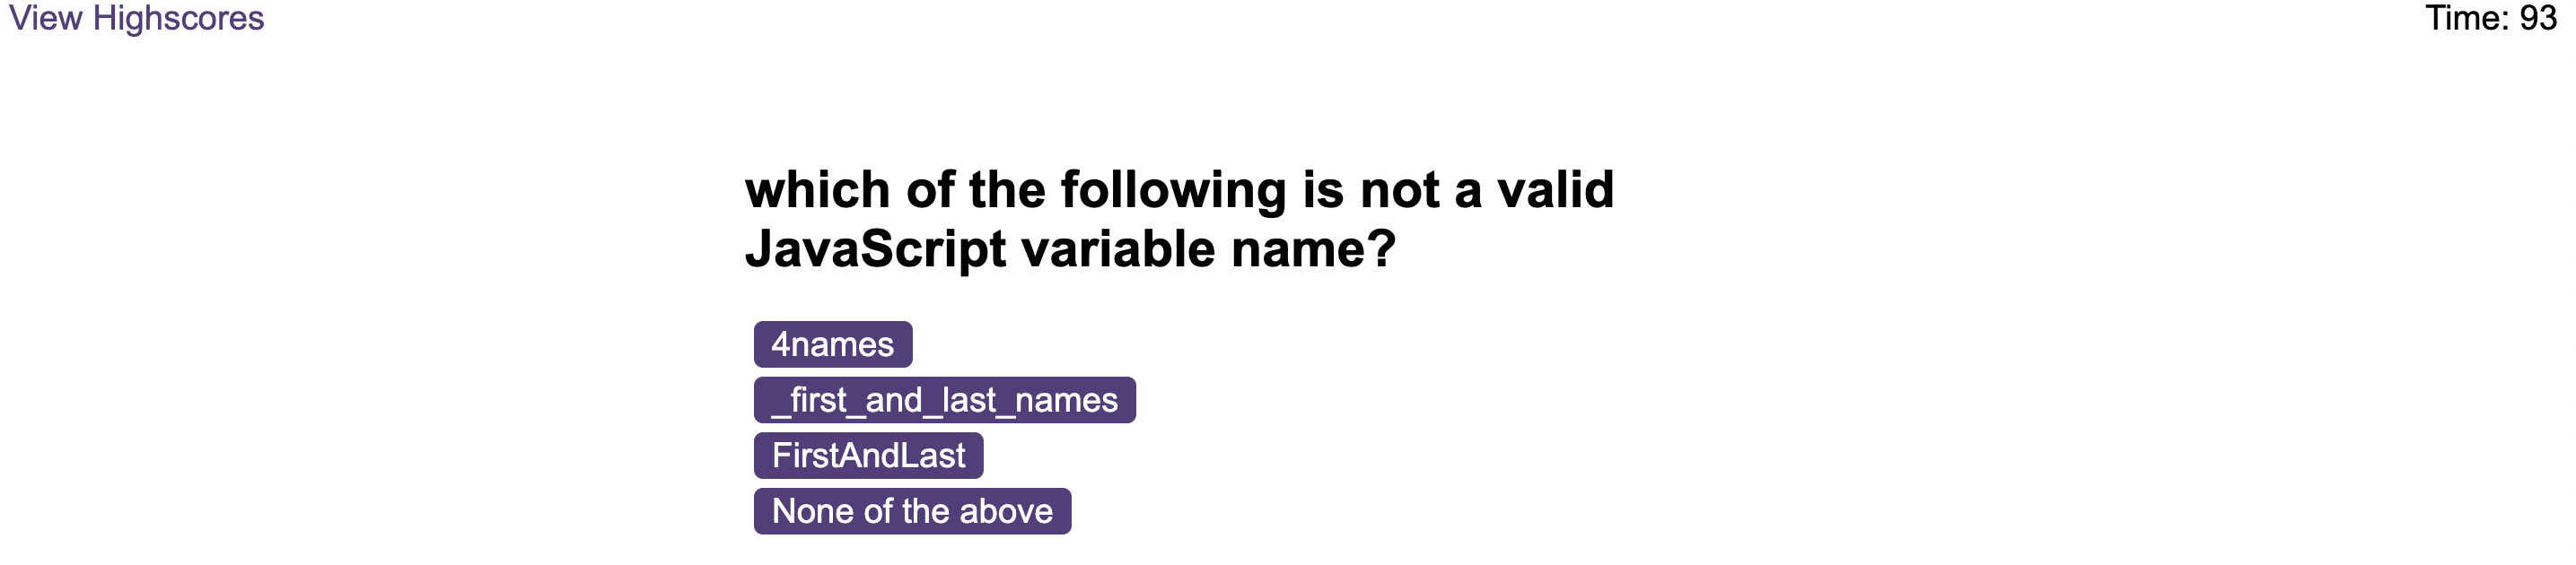 View Highscores
Time: 93
which of the following is not a valid
JavaScript variable name?
4names
_first_and_last_names
FirstAndLast
None of the above